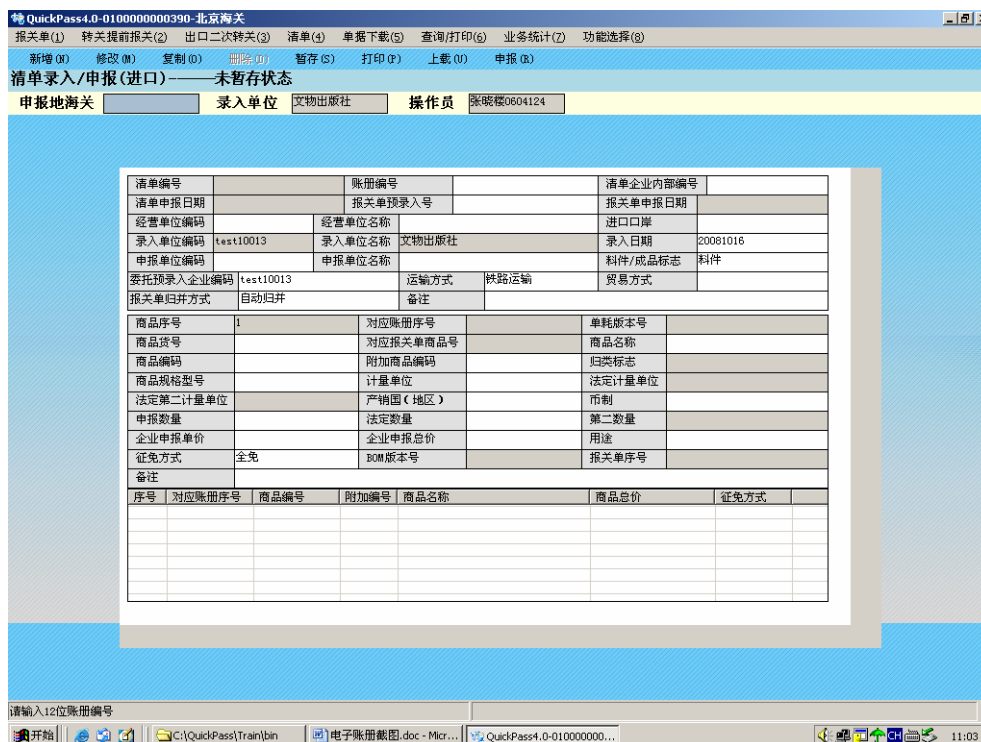 QuickPass4.0-0100000000390-北京海关
报关单(1) 转关提前报关(2) 出口二次转关(3) 清单(4) 单据下载(5) 查询/打印(6) 业务统计(7) 功能选择(8)
新增(N) 修改(M) 复制(O) 删除(D) 暂存(S) 打印(P) 上载(U) 申报(R)
清单录入/申报(进口)-----未暂存状态
申报地海关 录入单位 文物出版社 操作员 张晓楼0604124
清单编号 账册编号 清单企业内部编号
清单申报日期 报关单预录入号 报关单申报日期
经营单位编码 经营单位名称 进口口岸
录入单位编码 test10013 录入单位名称 文物出版社 录入日期 20081016
申报单位编码 申报单位名称 料件/成品标志 料件
委托预录入企业编码 test10013 运输方式 铁路运输 贸易方式
报关单归并方式 自动归并 备注
商品序号 1 对应账册序号 单耗版本号
商品货号 对应报关单商品号 商品名称
商品编码 附加商品编码 归类标志
商品规格型号 计量单位 法定计量单位
法定第二计量单位 产销国(地区) 币制
申报数量 法定数量 第二数量
企业申报单价 企业申报总价 用途
征免方式 全免 BOM版本号 报关单序号
备注
序号 对应账册序号 商品编号 附加编号 商品名称 商品总价 征免方式
请输入12位账册编号
开始 C:\QuickPass\Train\bin 电子账册截图.doc - Micr... QuickPass4.0-010000000... CH 11:03